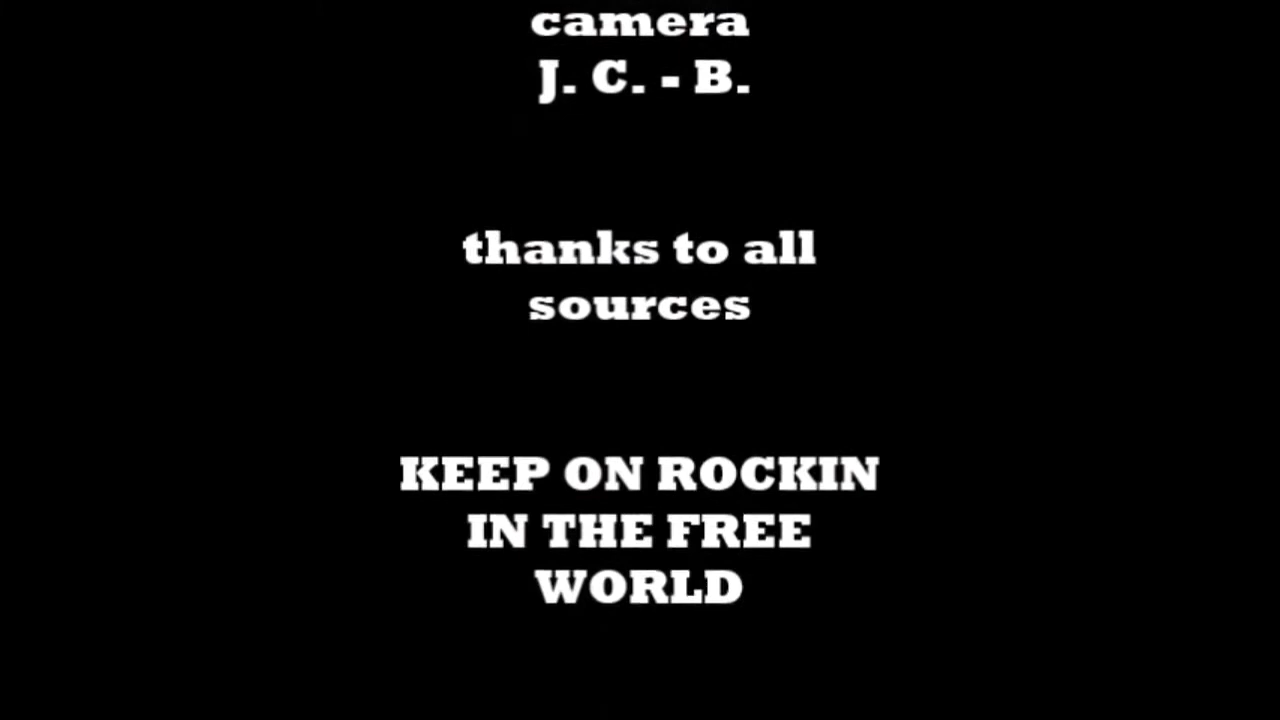 camera
J. C. - B.
thanks to all
sources
KEEP ON ROCKIN
IN THE FREE
WORLD